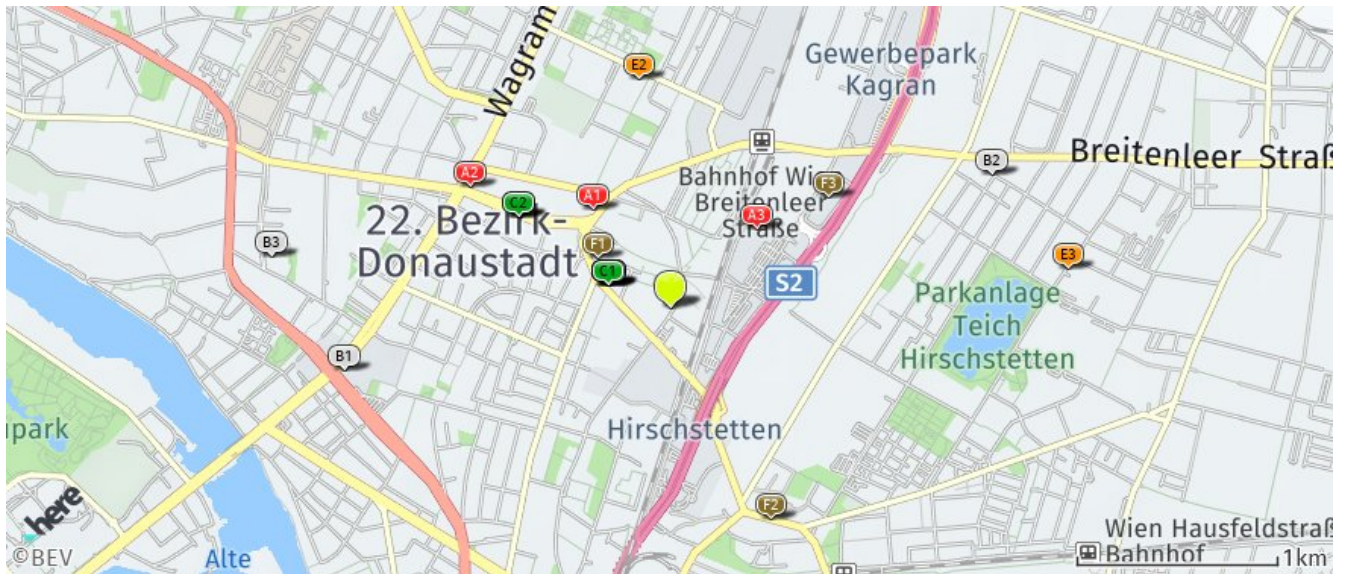 Wagram
E2
Gewerbepark
Kagran
A2
A1
C2
Bahnhof Wi
Breitenleer
Straße
F3
A3
B2
Breitenleer Straß
22. Bezirk-
Donaustadt
B3
F1
C1
S2
E3
Parkanlage
Teich
Hirschstetten
B1
upark
Hirschstetten
F2
here
©BEV
Alte
Wien Hausfeldstraß
Bahnhof
1km